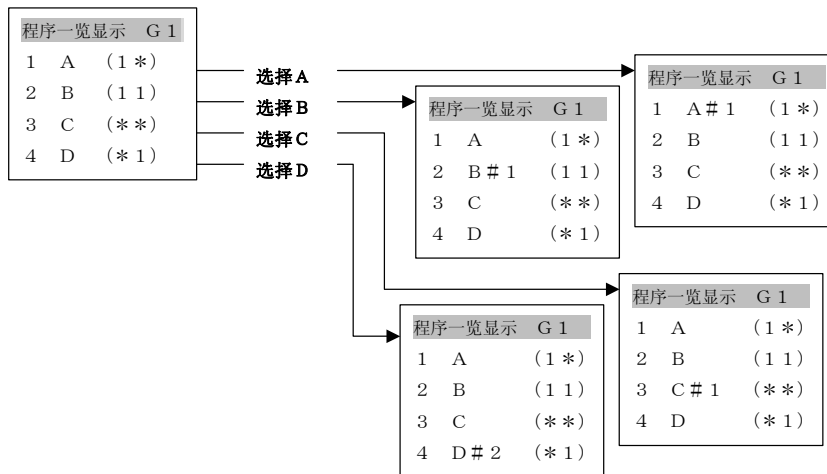 程序一览显示　Ｇ１
１　Ａ　（１＊）
２　Ｂ　（１１）
３　Ｃ　（＊＊）
４　Ｄ　（＊１）
选择Ａ
选择Ｂ
选择Ｃ
选择Ｄ
程序一览显示　Ｇ１
１　Ａ＃１　（１＊）
２　Ｂ　（１１）
３　Ｃ　（＊＊）
４　Ｄ　（＊１）
程序一览显示　Ｇ１
１　Ａ　（１＊）
２　Ｂ＃１　（１１）
３　Ｃ　（＊＊）
４　Ｄ　（＊１）
程序一览显示　Ｇ１
１　Ａ　（１＊）
２　Ｂ　（１１）
３　Ｃ＃１　（＊＊）
４　Ｄ　（＊１）
程序一览显示　Ｇ１
１　Ａ　（１＊）
２　Ｂ　（１１）
３　Ｃ　（＊＊）
４　Ｄ＃２　（＊１）